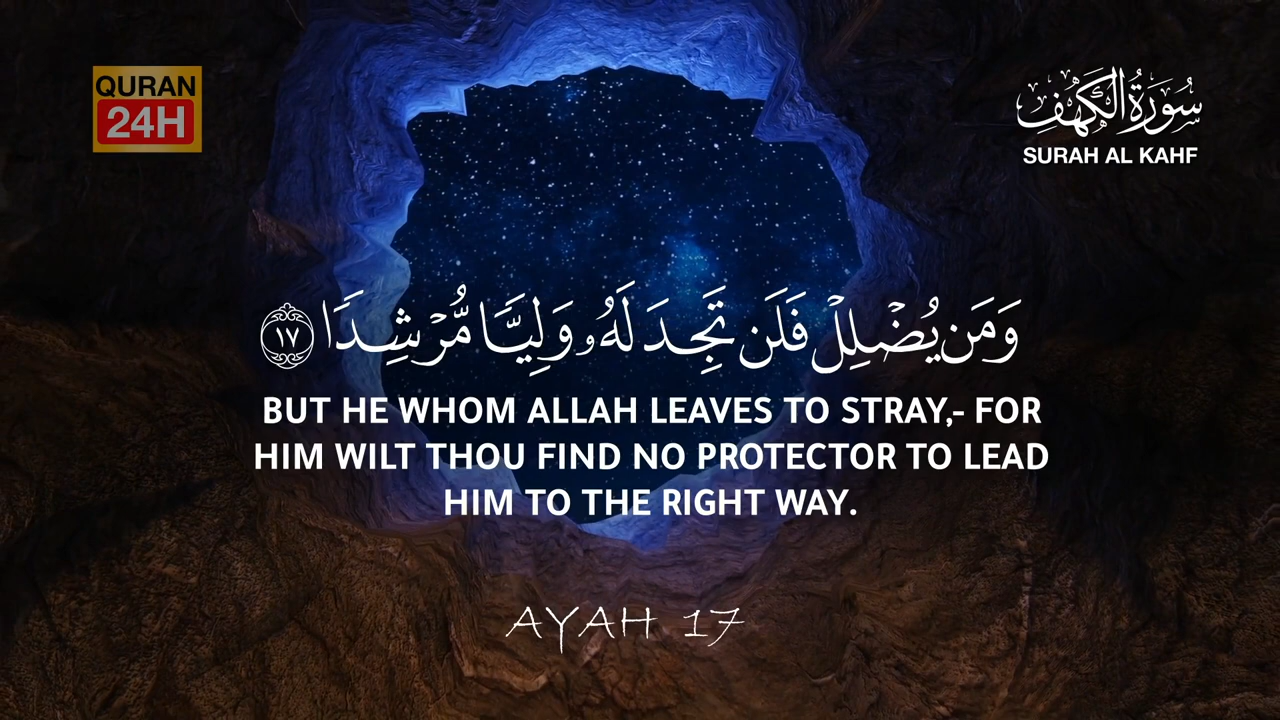 QURAN
24H
سُورَةُ الْكَهْفِ
SURAH AL KAHF
وَمَن يُضْلِلْ فَلَن تَجِدَ لَهُۥ وَلِيًّا مُّرْشِدًا ١٧
BUT HE WHOM ALLAH LEAVES TO STRAY,- FOR
HIM WILT THOU FIND NO PROTECTOR TO LEAD
HIM TO THE RIGHT WAY.
AYAH 17